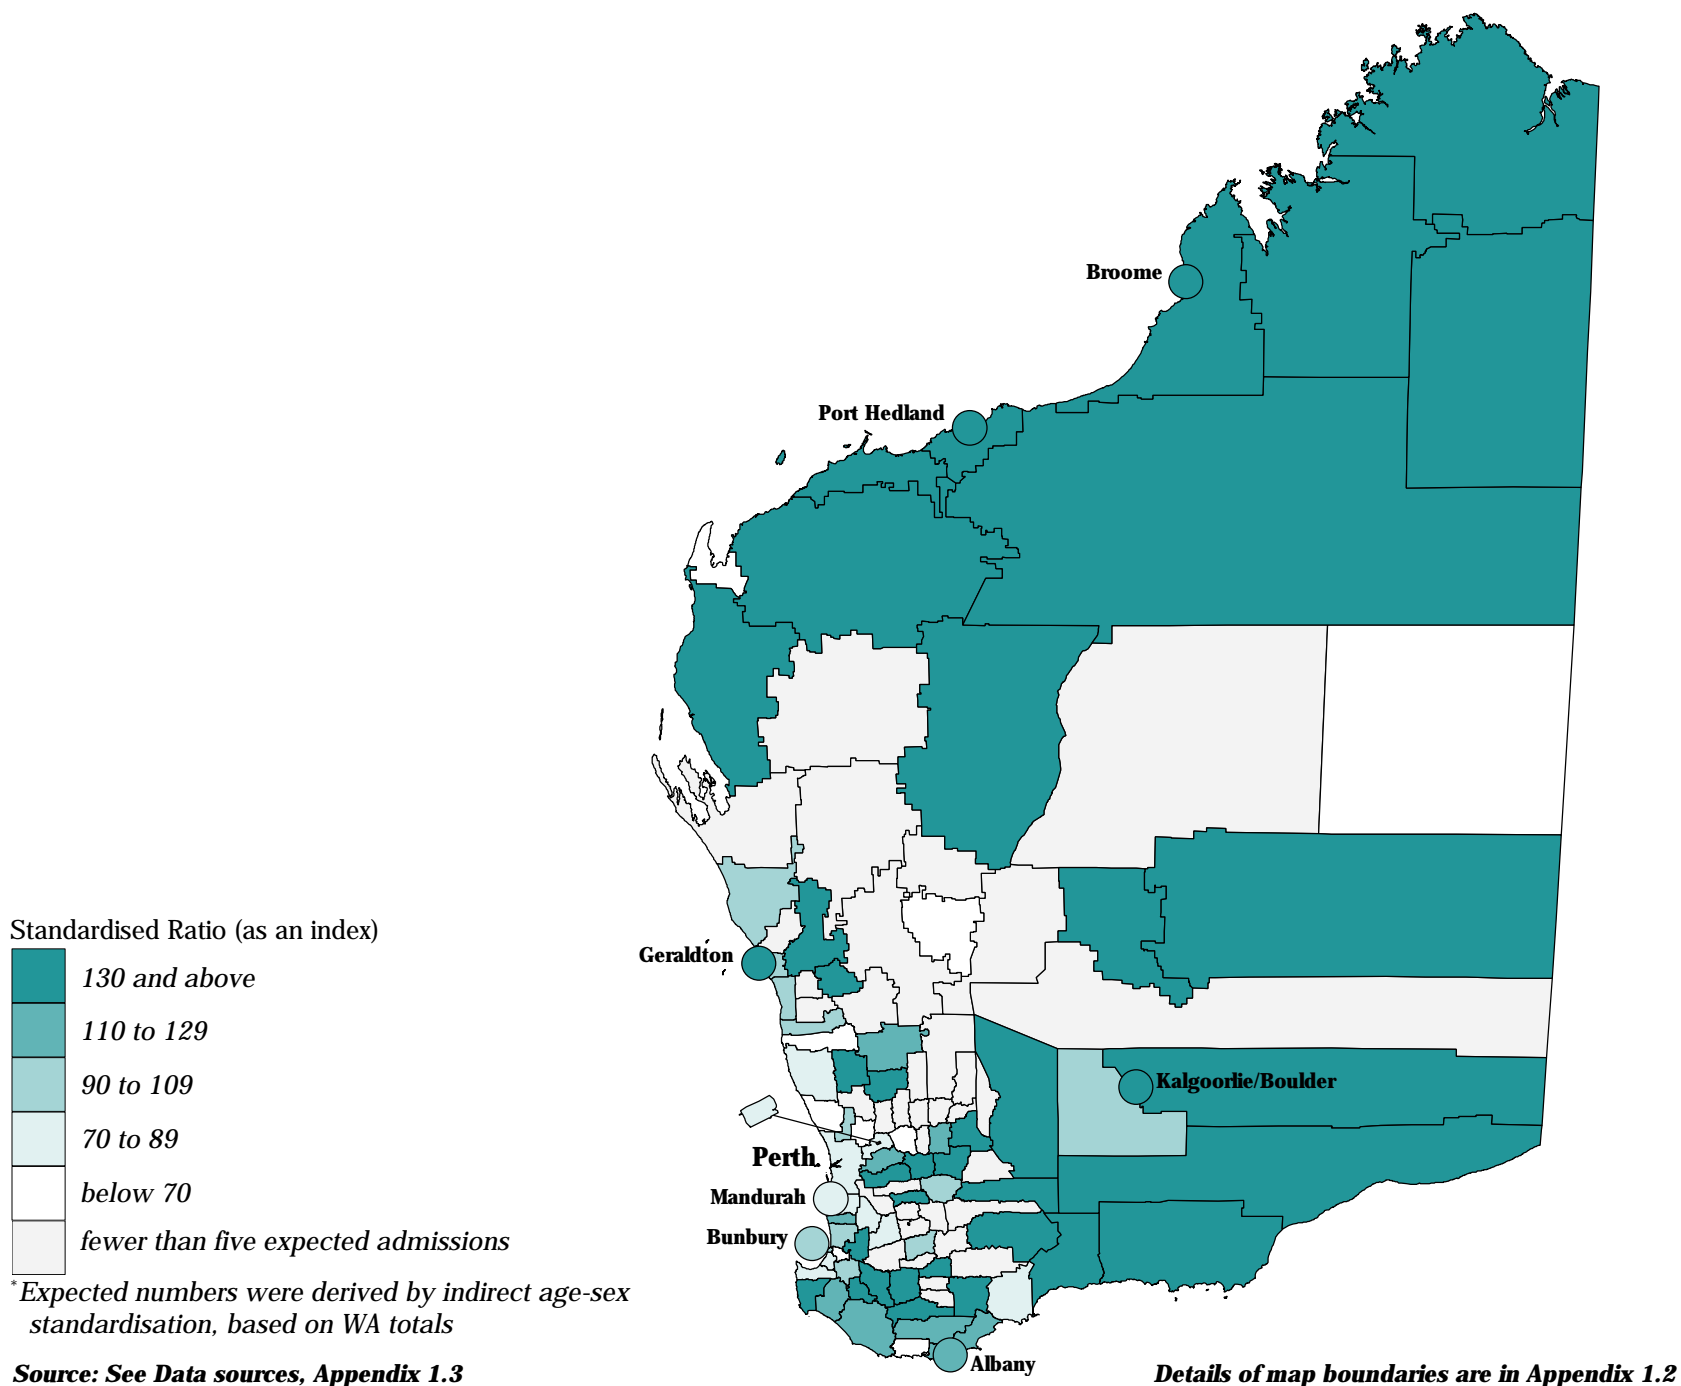 Broome
Port Hedland
Standardised Ratio (as an index)
130 and above
110 to 129
90 to 109
70 to 89
below 70
fewer than five expected admissions
Geraldton
Kalgoorlie/Boulder
Perth
Mandurah
Bunbury
Albany
*Expected numbers were derived by indirect age-sex
standardisation, based on WA totals
Source: See Data sources, Appendix 1.3
Details of map boundaries are in Appendix 1.2